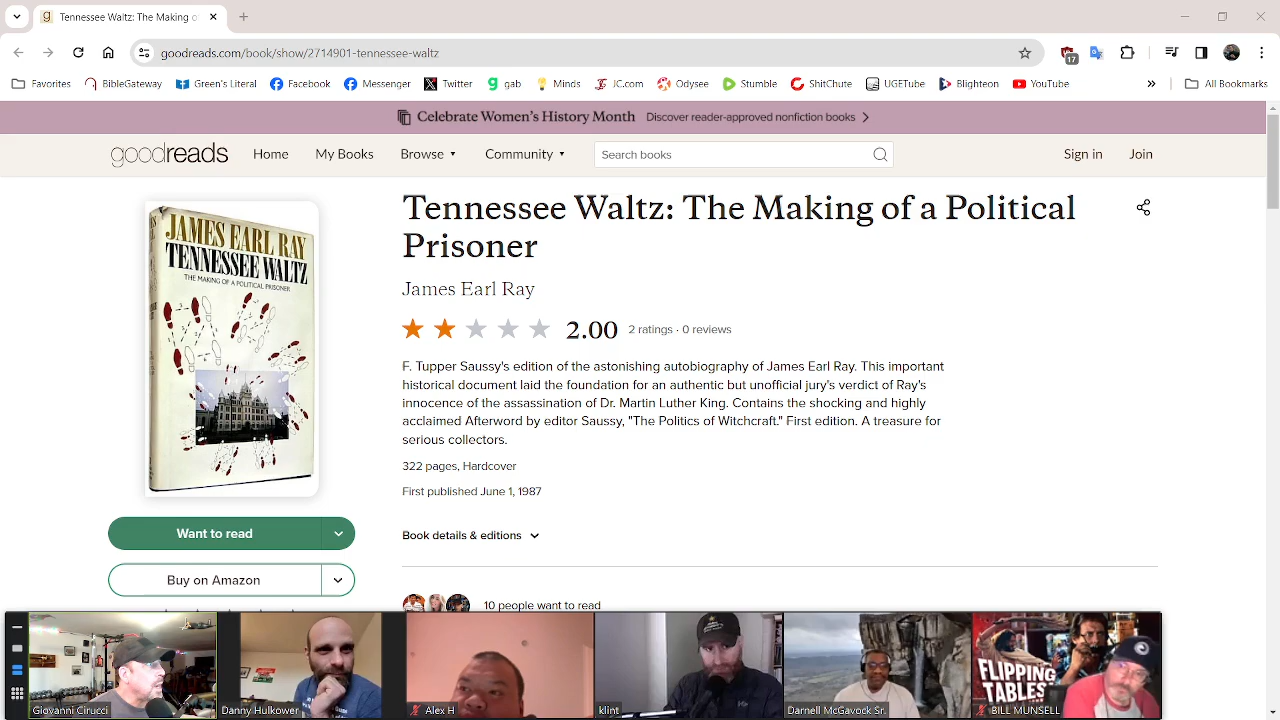 Tennessee Waltz: The Making of
goodreads.com/book/show/2714901-tennessee-waltz
17
Favorites BibleGateway Green's Literal Facebook Messenger Twitter gab Minds JC.com Odysee Stumble ShitChute UGETube Blighteon YouTube » All Bookmarks
Celebrate Women's History Month Discover reader-approved nonfiction books
goodreads Home My Books Browse Community Search books Sign in Join
JAMES EARL RAY
TENNESSEE WALTZ
THE MAKING OF A POLITICAL PRISONER
Tennessee Waltz: The Making of a Political
Prisoner
James Earl Ray
2.00 2 ratings · 0 reviews
F. Tupper Saussy's edition of the astonishing autobiography of James Earl Ray. This important
historical document laid the foundation for an authentic but unofficial jury's verdict of Ray's
innocence of the assassination of Dr. Martin Luther King. Contains the shocking and highly
acclaimed Afterword by editor Saussy, "The Politics of Witchcraft." First edition. A treasure for
serious collectors.
322 pages, Hardcover
First published June 1, 1987
Want to read
Book details & editions
Buy on Amazon
10 people want to read
FLIPPING
TABLES
Giovanni Cirucci
Danny Hulkower
Alex H
klint
Darnell McGavock Sr.
BILL MUNSELL